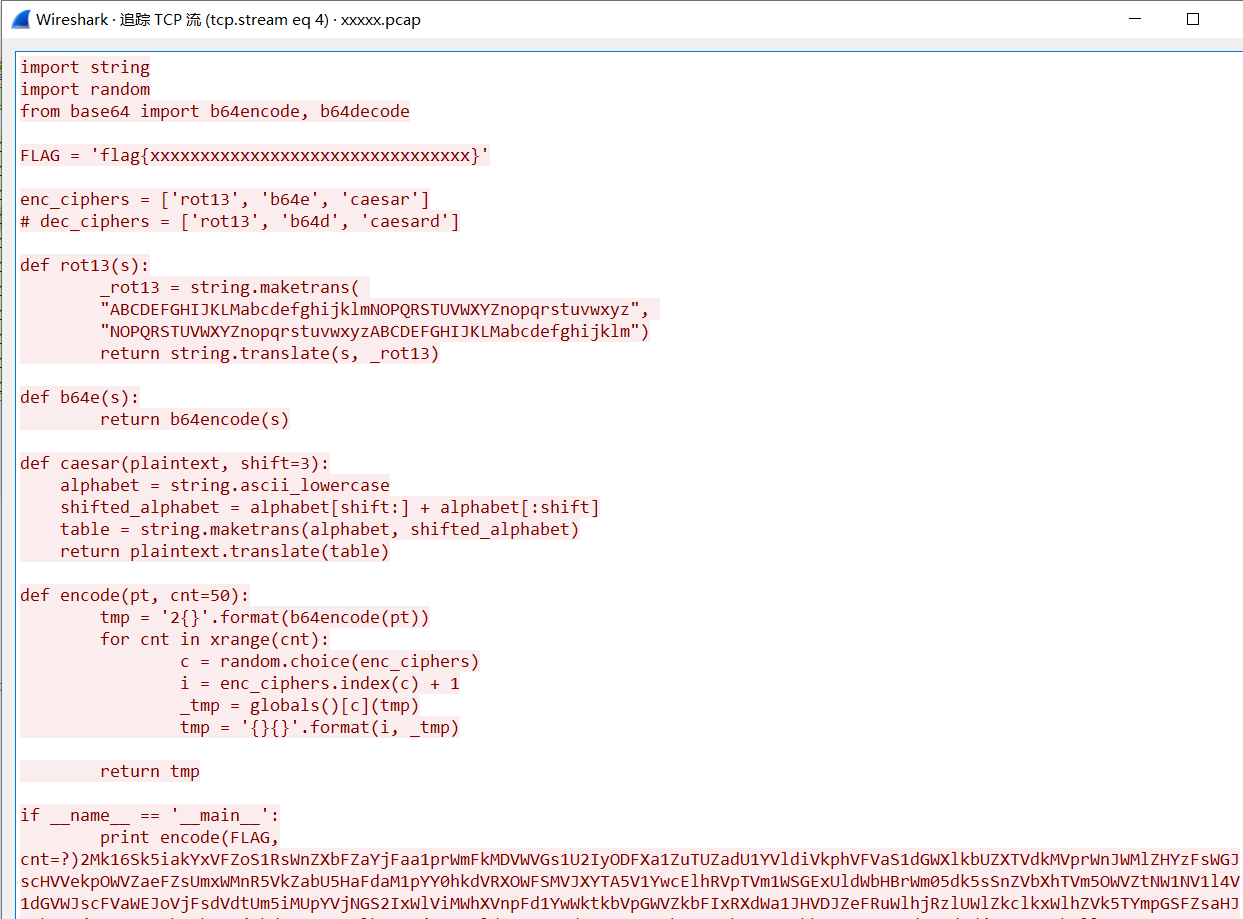 Wireshark · 追踪 TCP 流 (tcp.stream eq 4) · xxxxx.pcap
import string
import random
from base64 import b64encode, b64decode
FLAG = 'flag{xxxxxxxxxxxxxxxxxxxxxxxxxxxxxxxx}'
enc_ciphers = ['rot13', 'b64e', 'caesar']
# dec_ciphers = ['rot13', 'b64d', 'caesard']
def rot13(s):
        _rot13 = string.maketrans(
        "ABCDEFGHIJKLMabcdefghijklmNOPQRSTUVWXYZnopqrstuvwxyz",
        "NOPQRSTUVWXYZnopqrstuvwxyzABCDEFGHIJKLMabcdefghijklm")
        return string.translate(s, _rot13)
def b64e(s):
        return b64encode(s)
def caesar(plaintext, shift=3):
    alphabet = string.ascii_lowercase
    shifted_alphabet = alphabet[shift:] + alphabet[:shift]
    table = string.maketrans(alphabet, shifted_alphabet)
    return plaintext.translate(table)
def encode(pt, cnt=50):
        tmp = '2{}'.format(b64encode(pt))
        for cnt in xrange(cnt):
                c = random.choice(enc_ciphers)
                i = enc_ciphers.index(c) + 1
                _tmp = globals()[c](tmp)
                tmp = '{}{}'.format(i, _tmp)
        return tmp
if __name__ == '__main__':
        print encode(FLAG,
cnt=?)2Mk16Sk5iakYxVFZoS1RsWnZXbFZaYjFaa1prWmFkMDVWVGs1U2IyODFXa1ZuTUZadU1YVldiVkphVFVaS1dGWXlkbUZXTVdkMVprWnJWMlZHYzFsWGJ
scHVVekpOWVZaeFZsUmxWMnR5VkZabU5HaFdaM1pYY0hkdVRXOWFSMVJXYTA5V1YwcElhRVpTVm1WSGExUldWbHBrWm05dk5sSnZVbXhTVm5OWVZtNW1NV1l4V
1dGVWJscFVaWEJoVjFsdVdtUm5iMUpYVjNGS2IxWlViMWhXVnpFd1YwWktkbVpGWVZkbFIxRXdWa1JHVDJZeFRuWlhjRzlUWlZkclkxWlhZVk5TYmpGSFZsaHJ